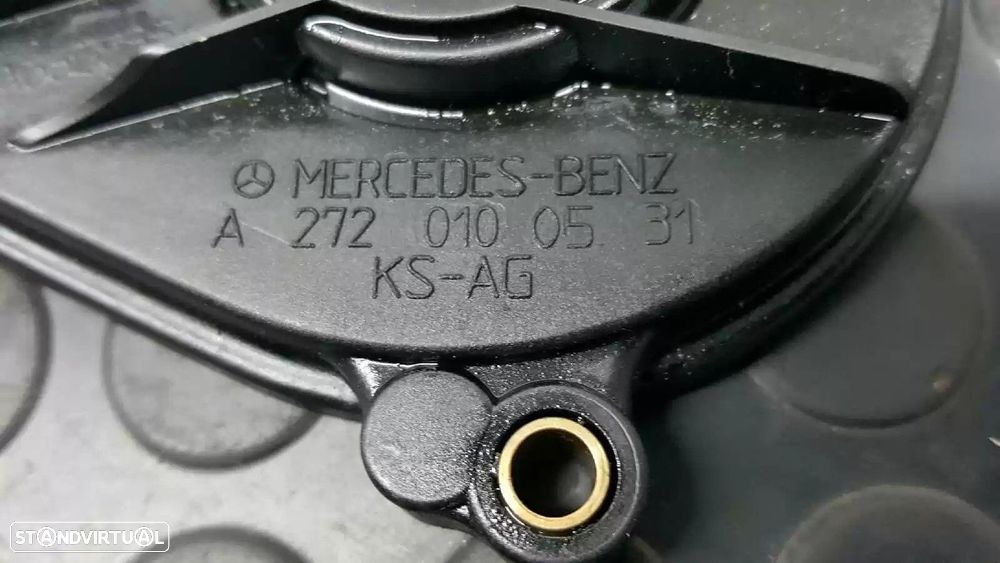 MERCEDES-BENZ
A 272 010 05 31
KS-AG
STANDVIRTUAL